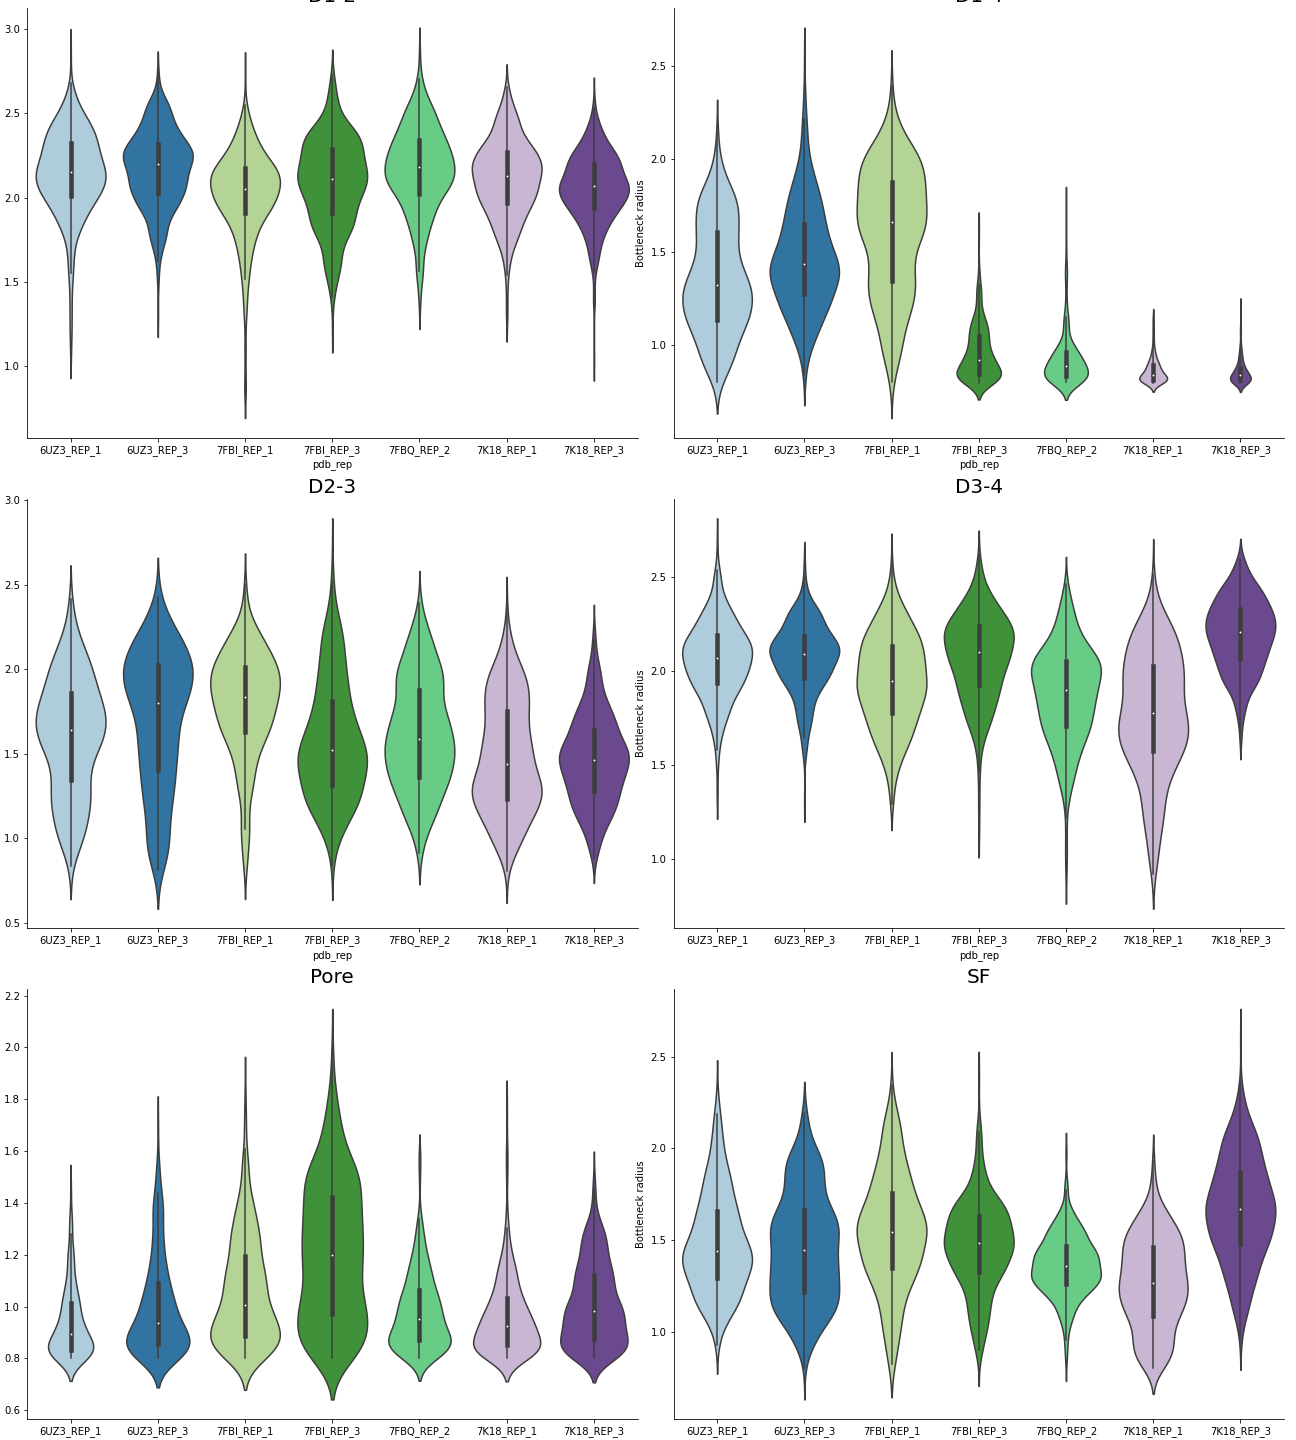 D1-2
D1-4
3.0
2.5
2.0
1.5
1.0
6UZ3_REP_1 6UZ3_REP_3 7FBI_REP_1 7FBI_REP_3 7FBQ_REP_2 7K18_REP_1 7K18_REP_3
pdb_rep
Bottleneck radius
2.5
2.0
1.5
1.0
6UZ3_REP_1 6UZ3_REP_3 7FBI_REP_1 7FBI_REP_3 7FBQ_REP_2 7K18_REP_1 7K18_REP_3
pdb_rep
D2-3
3.0
2.5
2.0
1.5
1.0
0.5
6UZ3_REP_1 6UZ3_REP_3 7FBI_REP_1 7FBI_REP_3 7FBQ_REP_2 7K18_REP_1 7K18_REP_3
pdb_rep
D3-4
Bottleneck radius
2.5
2.0
1.5
1.0
6UZ3_REP_1 6UZ3_REP_3 7FBI_REP_1 7FBI_REP_3 7FBQ_REP_2 7K18_REP_1 7K18_REP_3
pdb_rep
Pore
2.2
2.0
1.8
1.6
1.4
1.2
1.0
0.8
0.6
6UZ3_REP_1 6UZ3_REP_3 7FBI_REP_1 7FBI_REP_3 7FBQ_REP_2 7K18_REP_1 7K18_REP_3
SF
Bottleneck radius
2.5
2.0
1.5
1.0
6UZ3_REP_1 6UZ3_REP_3 7FBI_REP_1 7FBI_REP_3 7FBQ_REP_2 7K18_REP_1 7K18_REP_3